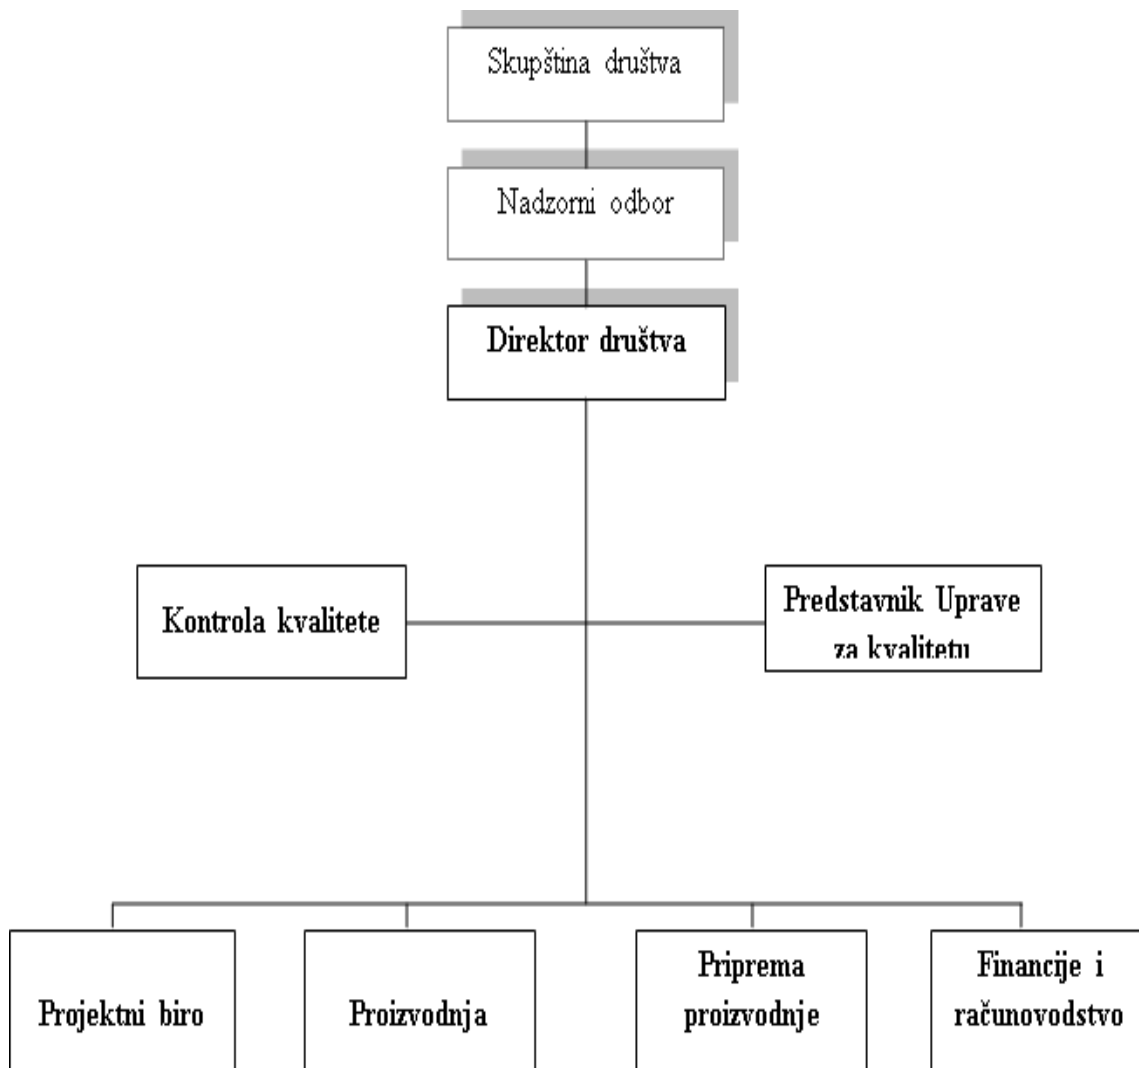 Skupština društva
Nadzorni odbor
Direktor društva
Kontrola kvalitete
Predstavnik Uprave
za kvalitetu
Projektni biro
Proizvodnja
Priprema
proizvodnje
Financije i
računovodstvo